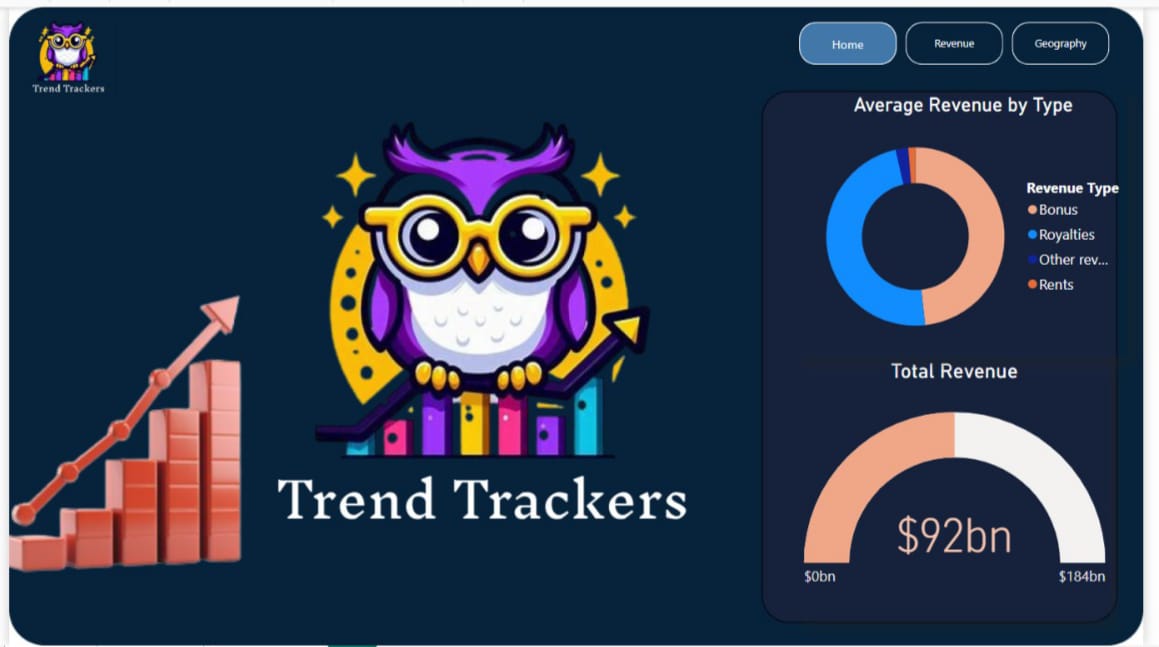 Trend Trackers
Home
Revenue
Geography
Trend Trackers
Average Revenue by Type
Revenue Type
Bonus
Royalties
Other rev...
Rents
Total Revenue
$92bn
$0bn
$184bn